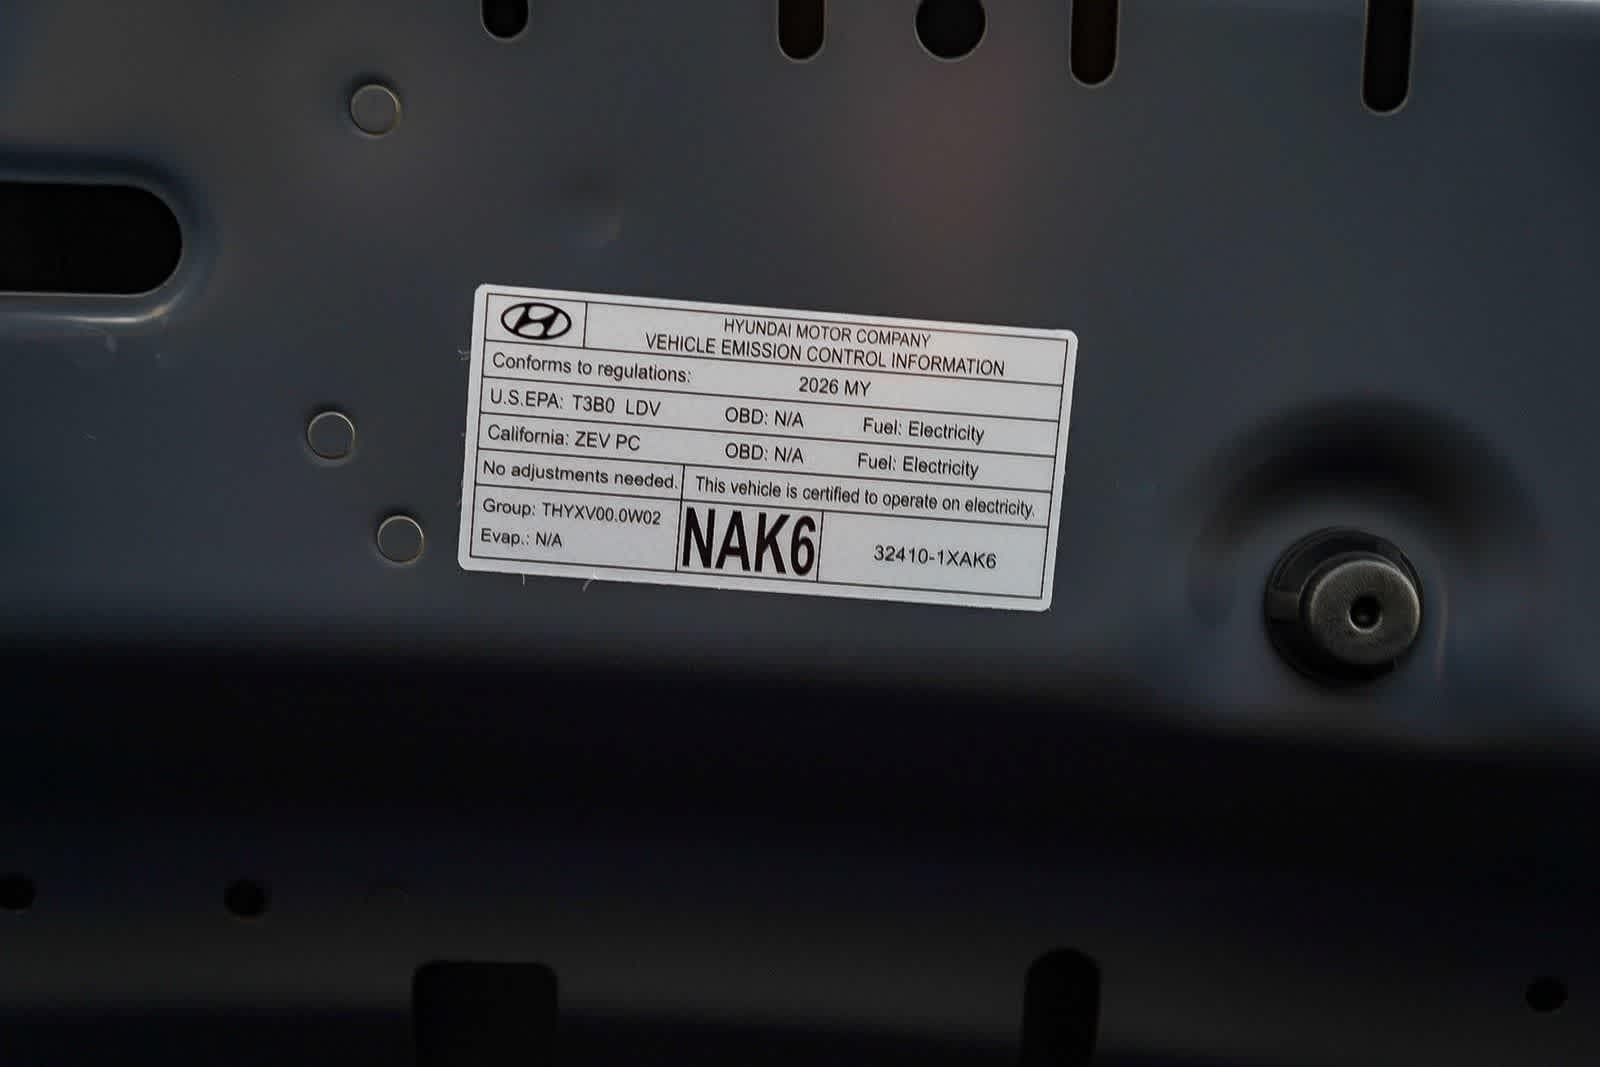 HYUNDAI MOTOR COMPANY
VEHICLE EMISSION CONTROL INFORMATION
Conforms to regulations: 2026 MY
U.S.EPA: T3B0 LDV OBD: N/A Fuel: Electricity
California: ZEV PC OBD: N/A Fuel: Electricity
No adjustments needed. This vehicle is certified to operate on electricity.
Group: THYXV00.0W02
Evap.: N/A
NAK6
32410-1XAK6